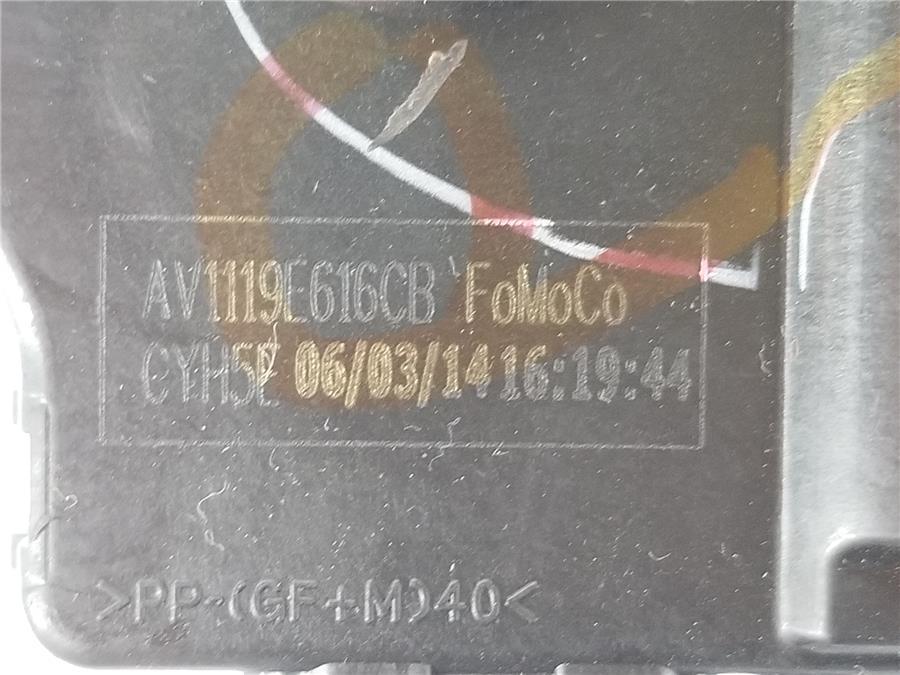 AV1119E616CB FoMoCo
CYH5E 06/03/14 16:19:44
>PP-(GF+M)40<